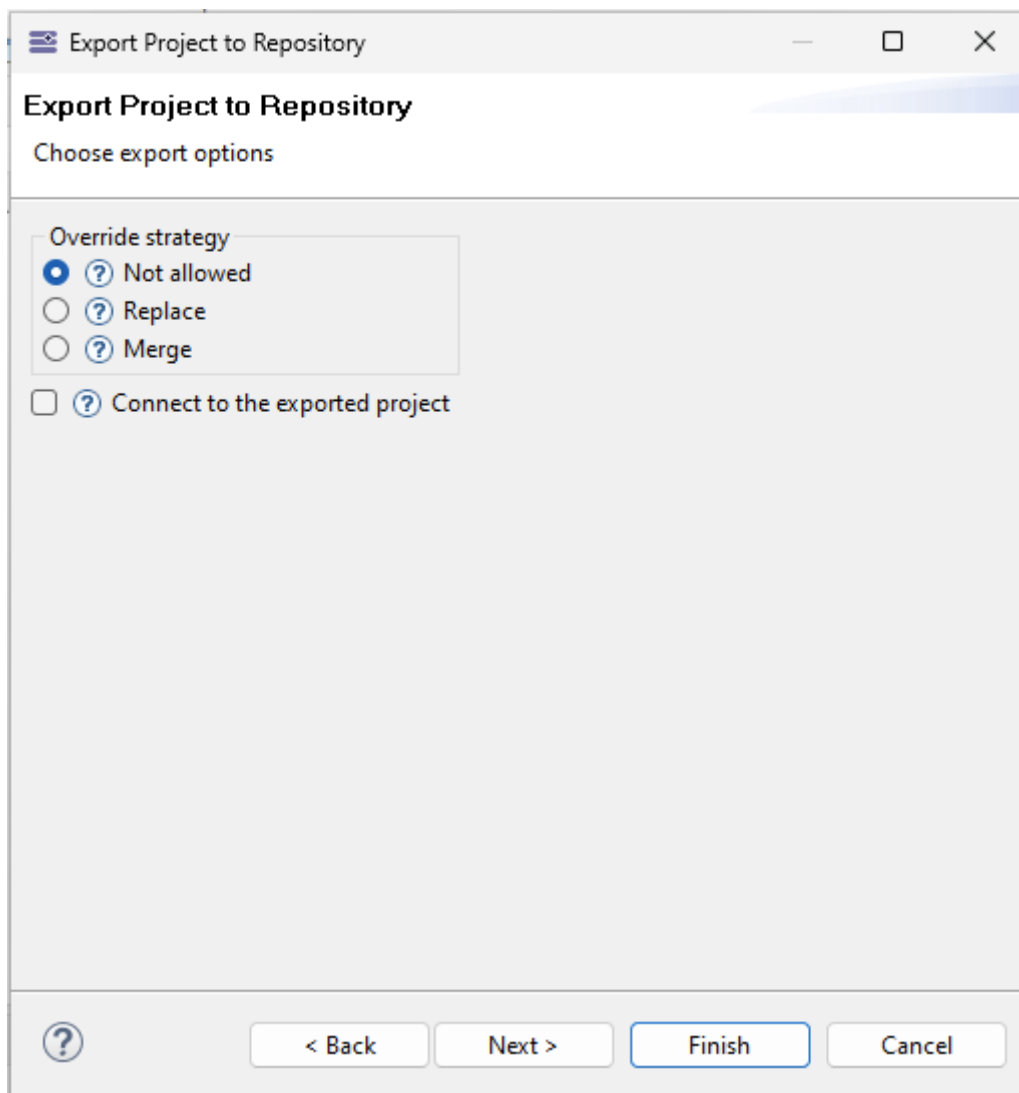 Export Project to Repository
Export Project to Repository
Choose export options
Override strategy
? Not allowed
? Replace
? Merge
? Connect to the exported project
? < Back Next > Finish Cancel